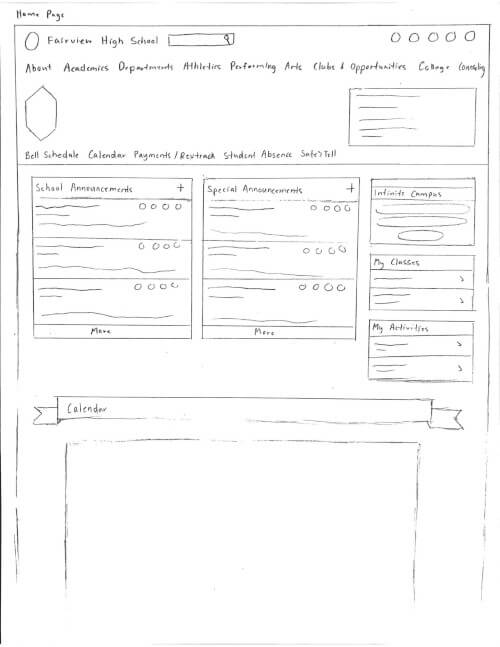 Home Page
Fairview High School
About Academics Departments Athletics Performing Arts Clubs & Opportunities College Counseling
Bell Schedule Calendar Payments/Revtrack Student Absence Safe2Tell
School Announcements +
Special Announcements +
Infinite Campus
My Classes
My Activities
More
More
Calendar